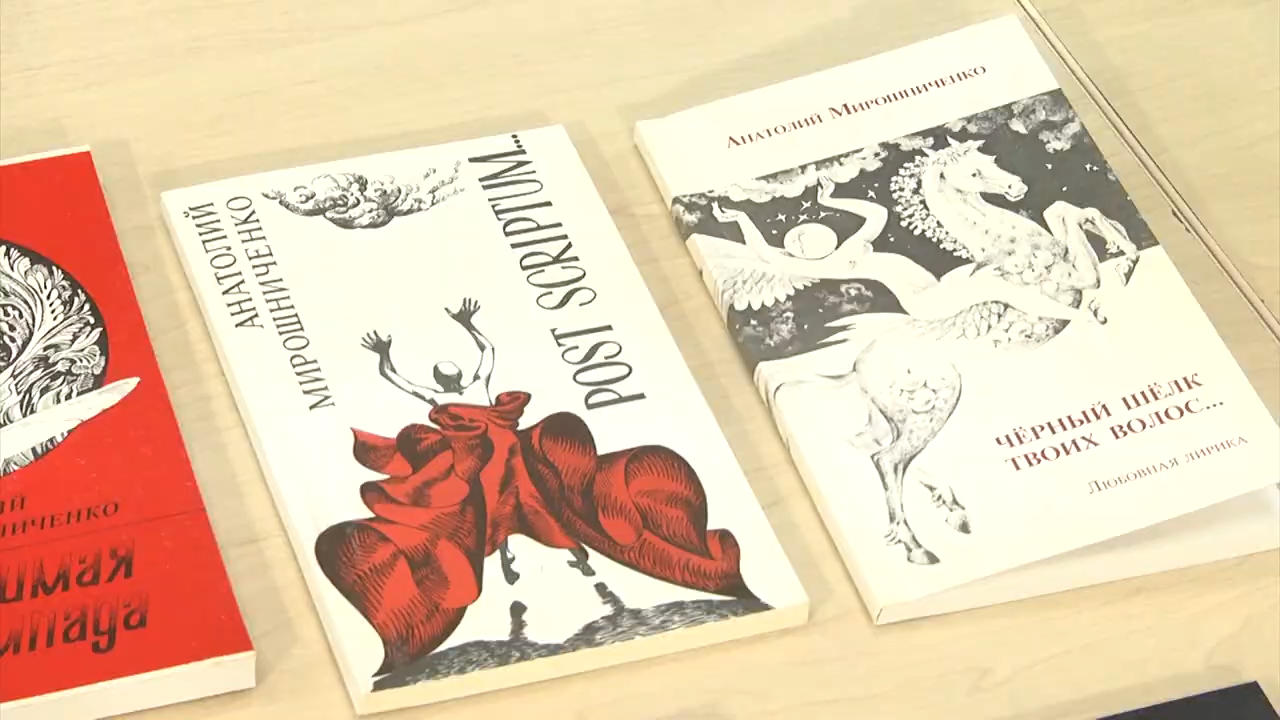 АНАТОЛИЙ
МИРОШНИЧЕНКО
POST SCRIPTUM...
Анатолий Мирошниченко
ЧЁРНЫЙ ШЁЛК
ТВОИХ ВОЛОС...
Любовная лирика